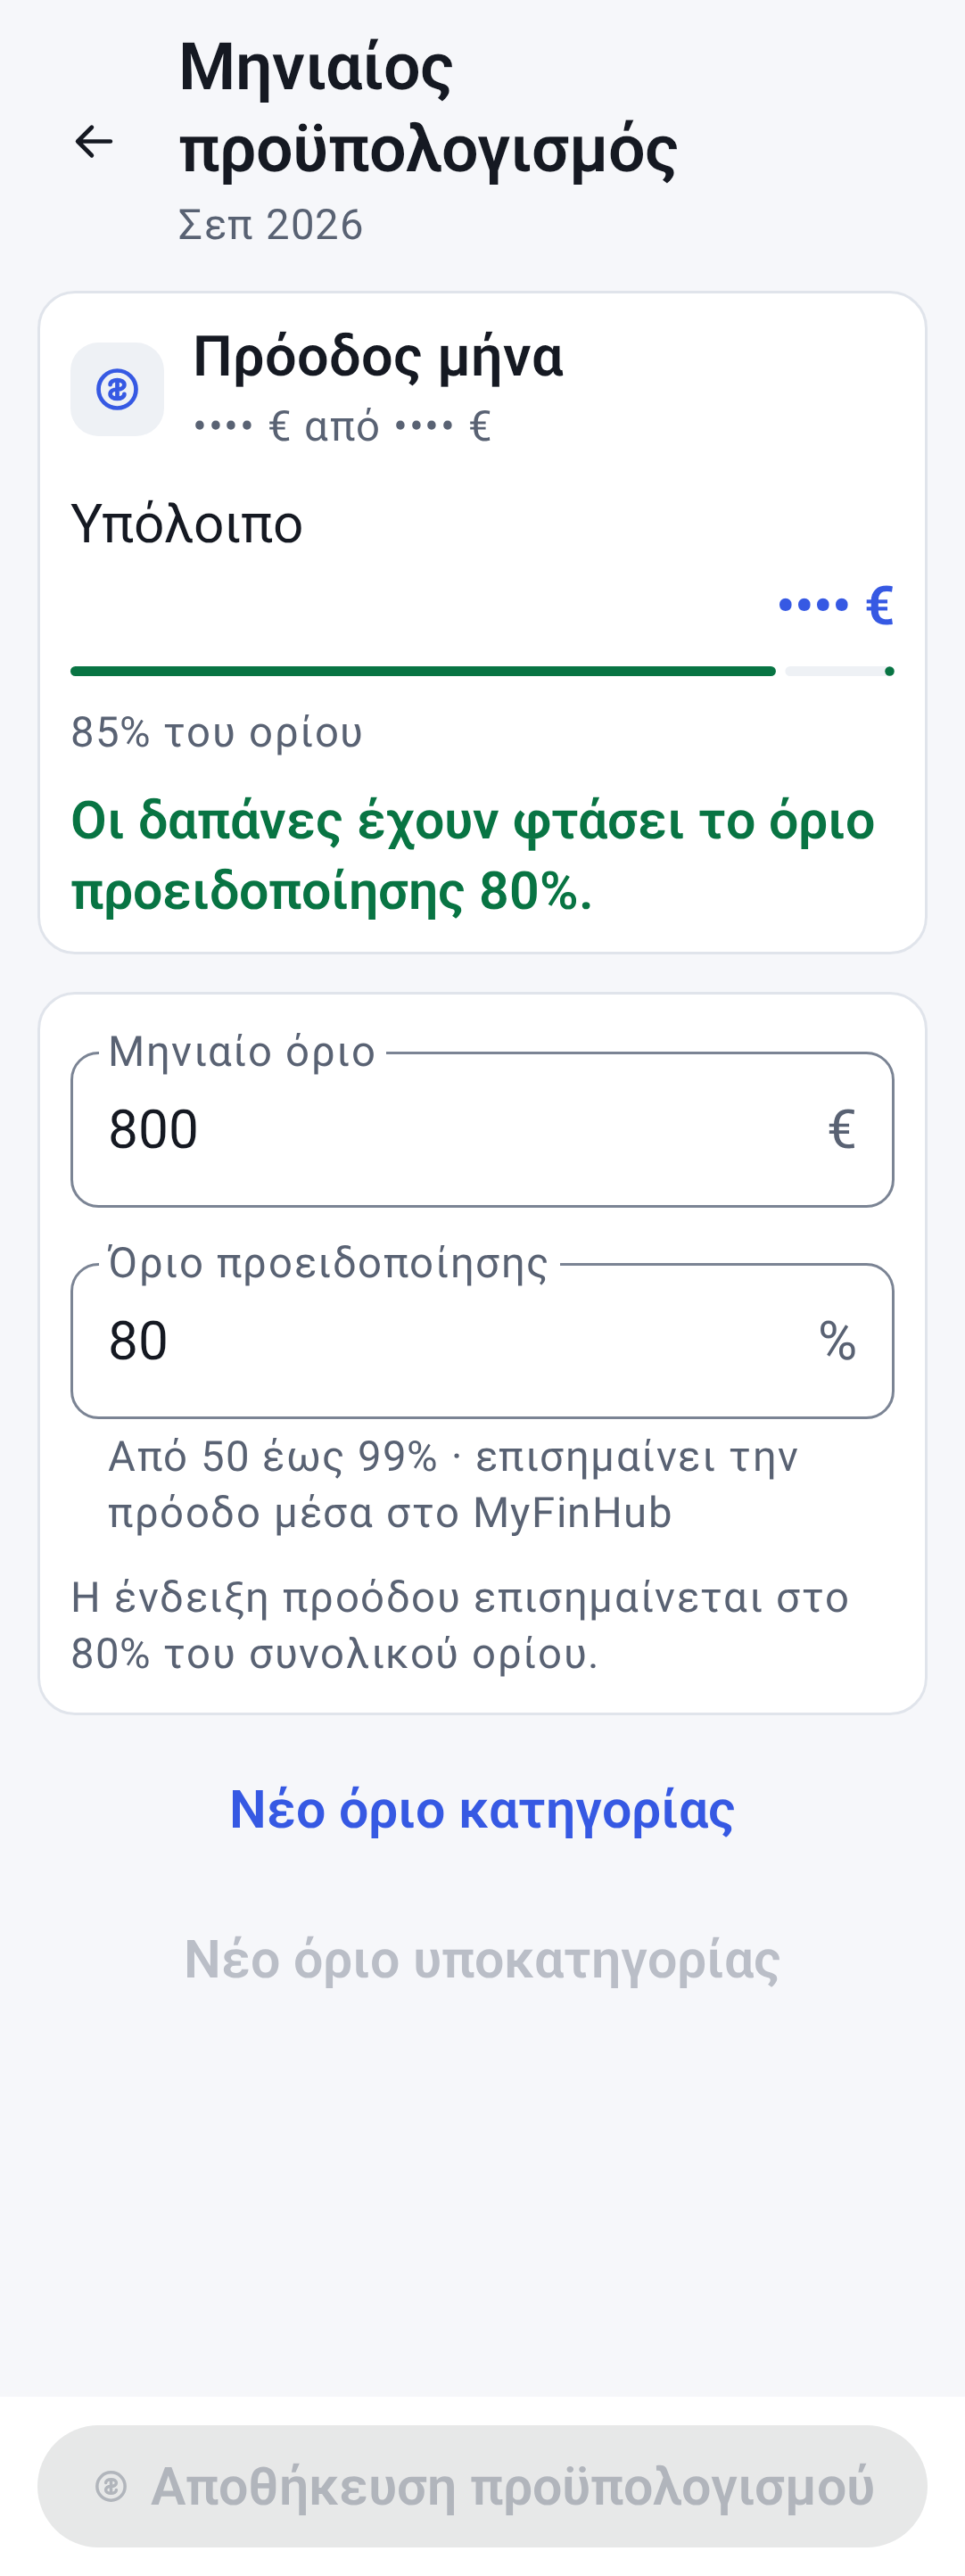 Μηνιαίος
προϋπολογισμός
Σεπ 2026
Πρόοδος μήνα
•••• € από •••• €
Υπόλοιπο
•••• €
85% του ορίου
Οι δαπάνες έχουν φτάσει το όριο
προειδοποίησης 80%.
Μηνιαίο όριο
800 €
Όριο προειδοποίησης
80 %
Από 50 έως 99% · επισημαίνει την
πρόοδο μέσα στο MyFinHub
Η ένδειξη προόδου επισημαίνεται στο
80% του συνολικού ορίου.
Νέο όριο κατηγορίας
Νέο όριο υποκατηγορίας
Αποθήκευση προϋπολογισμού